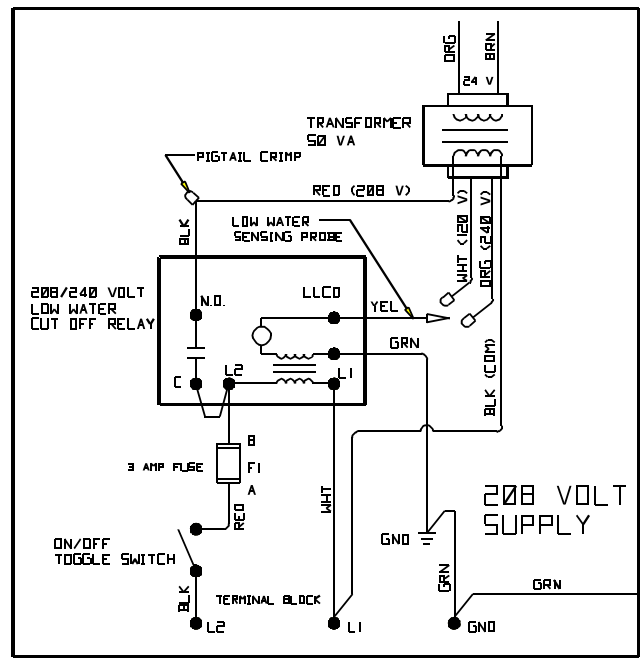 ORG
BRN
24 V
TRANSFORMER
50 VA
PIGTAIL CRIMP
RED (208 V)
BLK
LOW WATER
SENSING PROBE
WHT (120 V)
ORG (240 V)
208/240 VOLT
LOW WATER
CUT OFF RELAY
N.O.
LLCO
YEL
GRN
C
L2
L1
BLK (COM)
B
3 AMP FUSE
F1
A
RED
WHT
208 VOLT
SUPPLY
ON/OFF
TOGGLE SWITCH
GND
BLK
GRN
GRN
TERMINAL BLOCK
L2
L1
GND